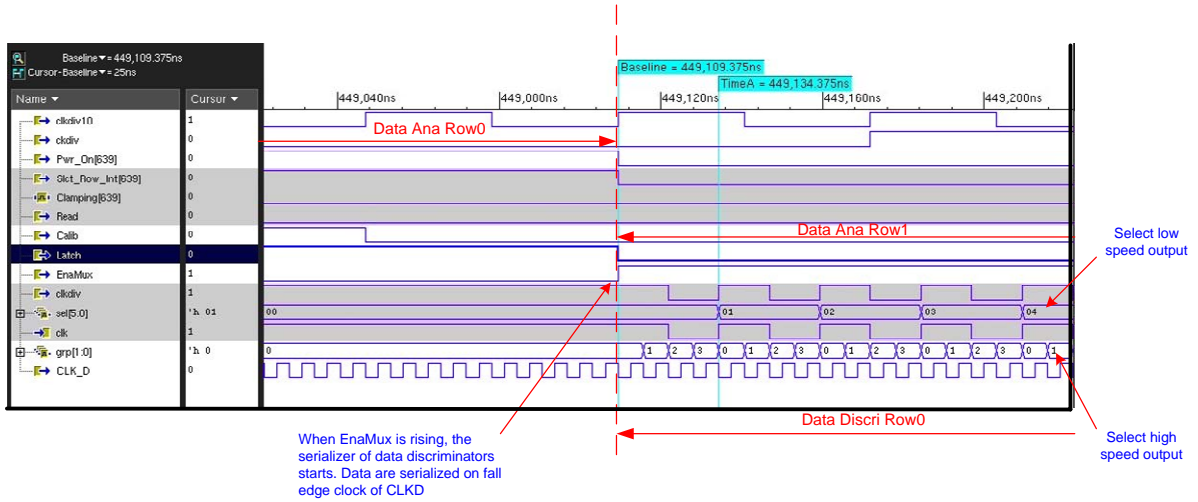 Baseline▼= 449,109.375ns
Cursor-Baseline▼= 25ns
Baseline = 449,109.375ns
TimeA = 449,134.375ns
Name ▼
Cursor ▼
449,040ns
449,000ns
449,120ns
449,160ns
449,200ns
clkdiv10
1
ckdiv
0
Pwr_On[639]
0
Slct_Row_Int[639]
0
Clamping[639]
0
Read
0
Calib
0
Latch
0
EnaMux
1
clkdiv
1
sel[5.0]
'h 01
00
01
02
03
04
clk
1
grp[1:0]
'h 0
0
1
2
3
0
1
2
3
0
1
2
3
0
1
2
3
0
1
CLK_D
0
Data Ana Row0
Data Ana Row1
Select low
speed output
Data Discri Row0
When EnaMux is rising, the
serializer of data discriminators
starts. Data are serialized on fall
edge clock of CLKD
Select high
speed output